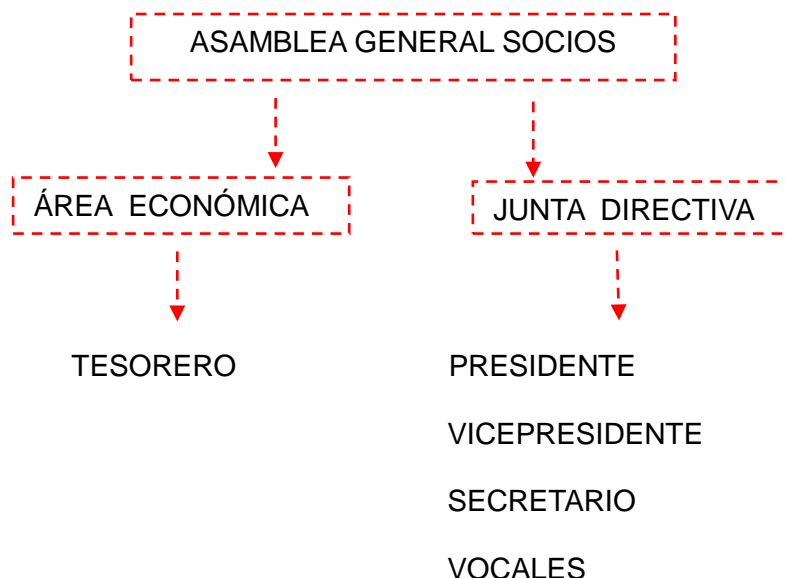 ASAMBLEA GENERAL SOCIOS
ÁREA ECONÓMICA
JUNTA DIRECTIVA
TESORERO
PRESIDENTE
VICEPRESIDENTE
SECRETARIO
VOCALES